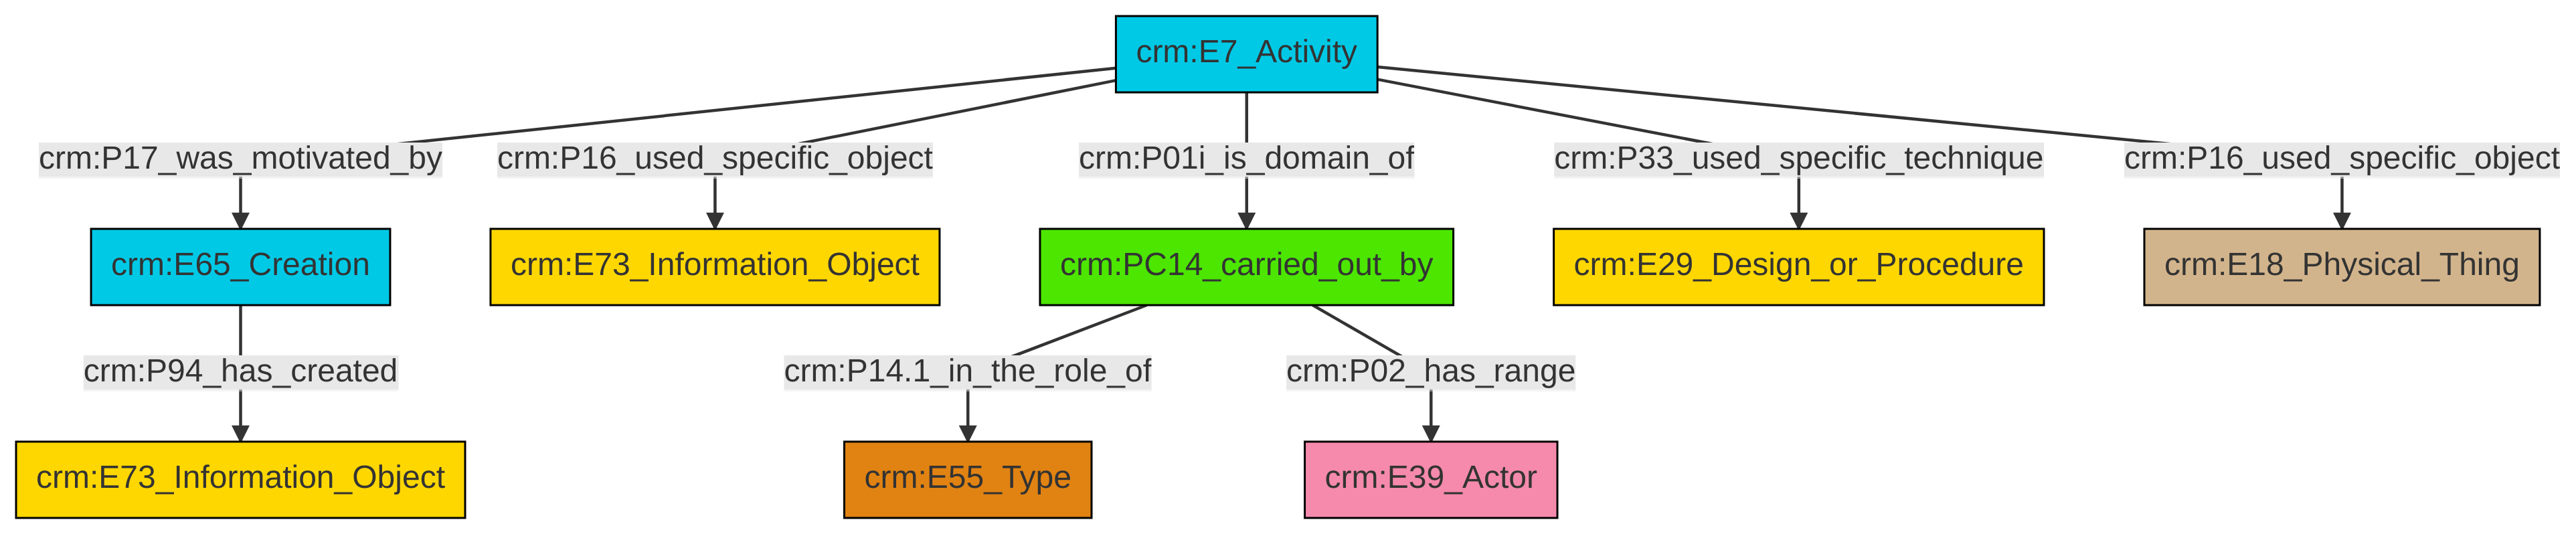 crm:E7_Activity
crm:P17_was_motivated_by
crm:P16_used_specific_object
crm:P01i_is_domain_of
crm:P33_used_specific_technique
crm:P16_used_specific_object
crm:E65_Creation
crm:E73_Information_Object
crm:PC14_carried_out_by
crm:E29_Design_or_Procedure
crm:E18_Physical_Thing
crm:P94_has_created
crm:P14.1_in_the_role_of
crm:P02_has_range
crm:E73_Information_Object
crm:E55_Type
crm:E39_Actor